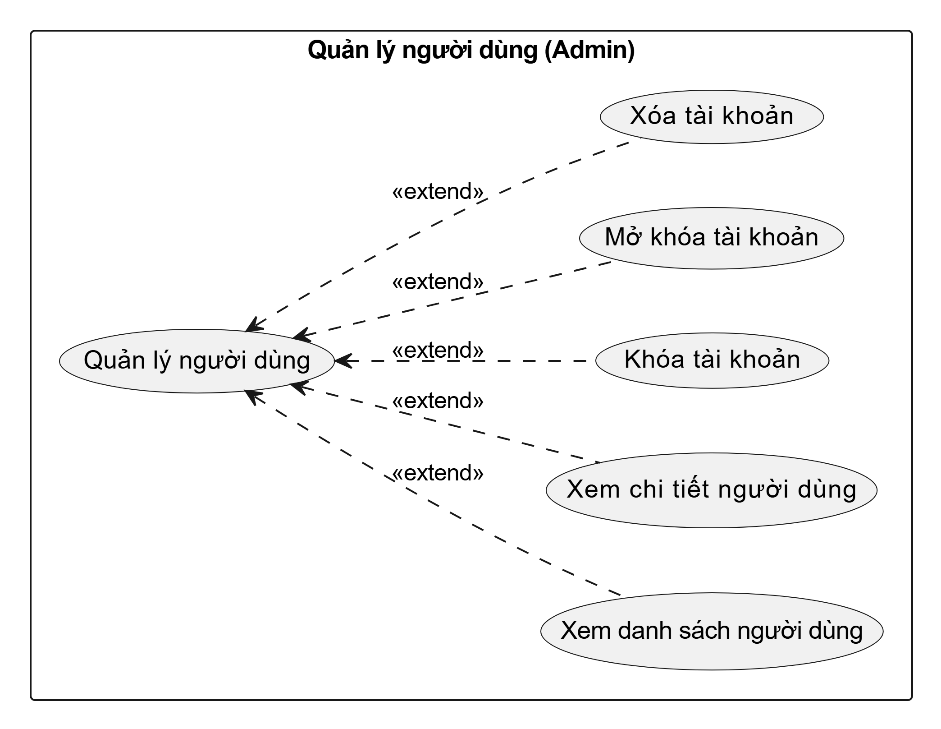 Quản lý người dùng (Admin)
Xóa tài khoản
«extend»
Mở khóa tài khoản
«extend»
«extend»
Quản lý người dùng
Khóa tài khoản
«extend»
«extend»
Xem chi tiết người dùng
Xem danh sách người dùng